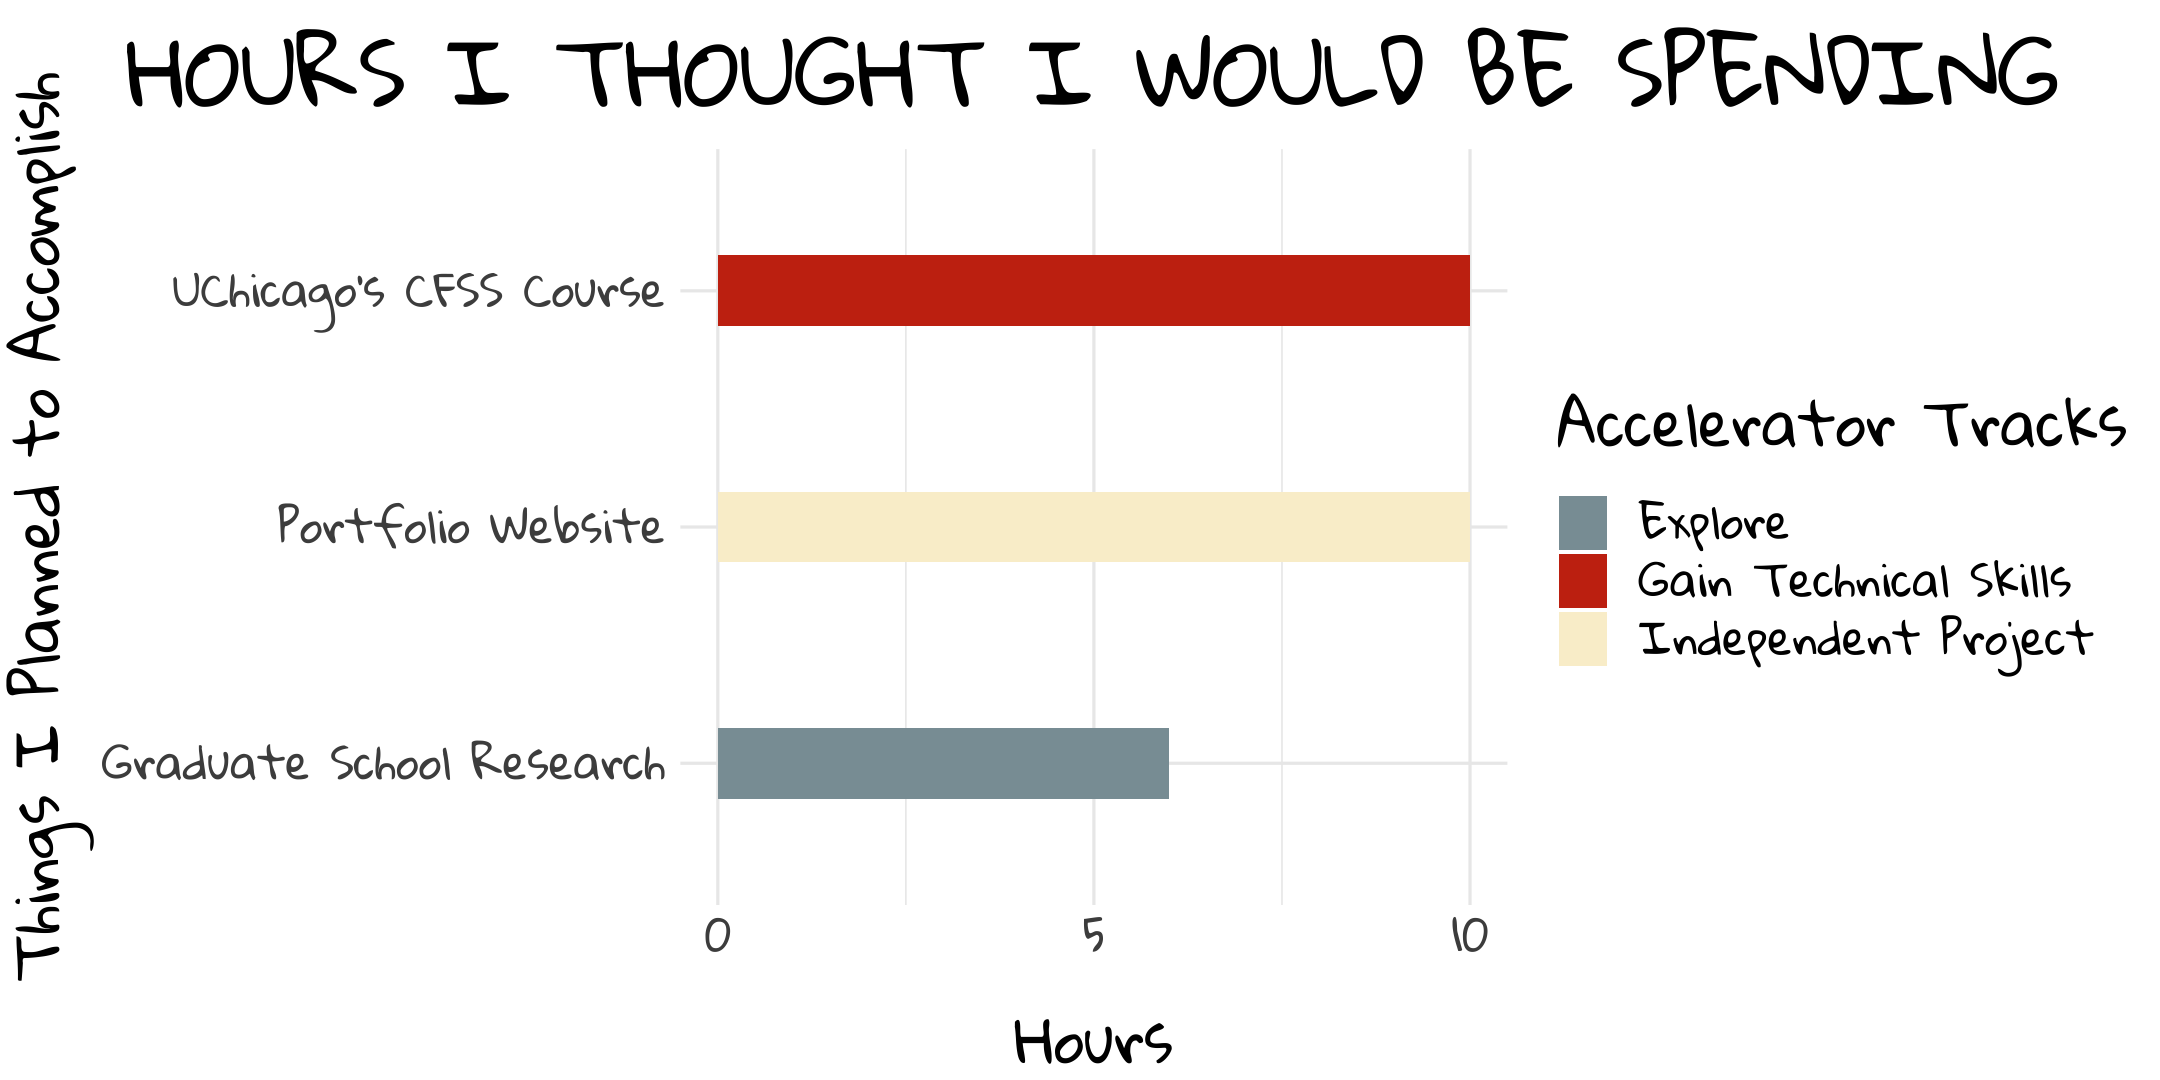 HOURS I THOUGHT I WOULD BE SPENDING
Things I Planned to Accomplish
UChicago's CFSS Course
Portfolio Website
Graduate School Research
0 5 10
Hours
Accelerator Tracks
Explore
Gain Technical Skills
Independent Project